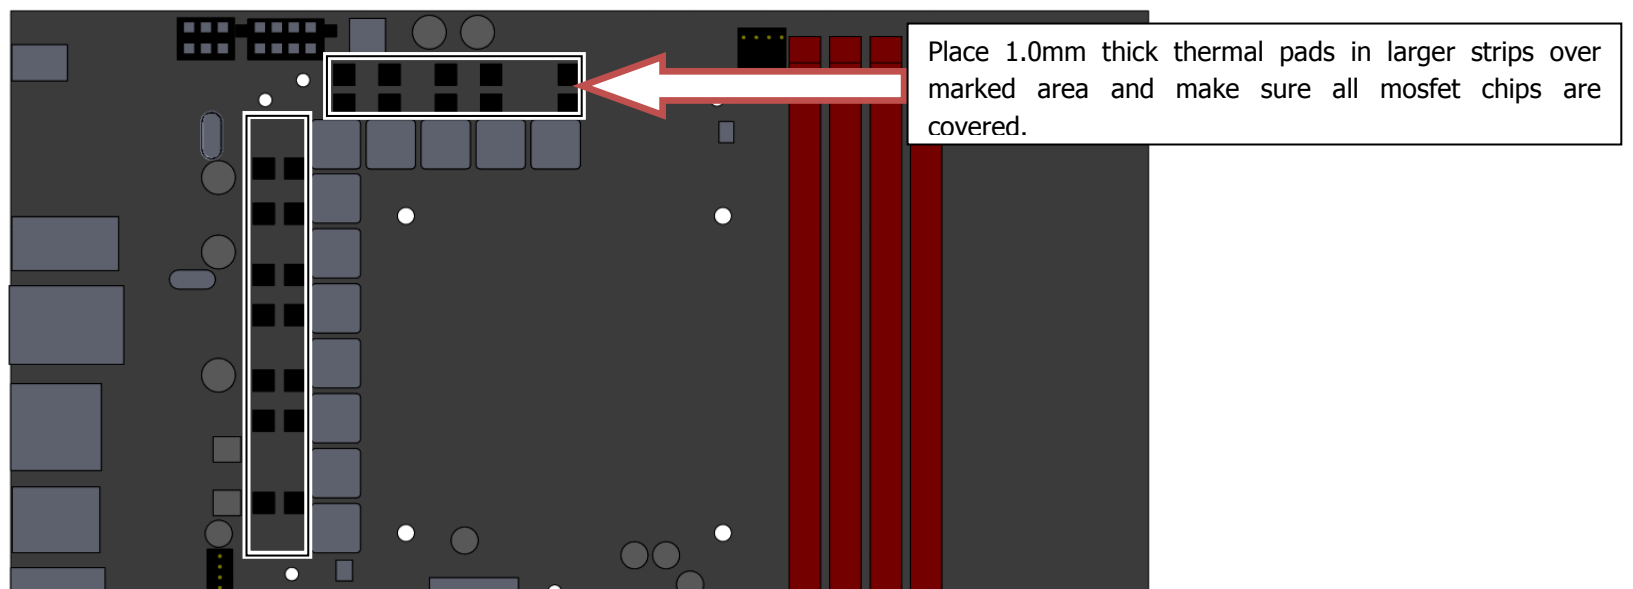 Place 1.0mm thick thermal pads in larger strips over
marked area and make sure all mosfet chips are
covered.